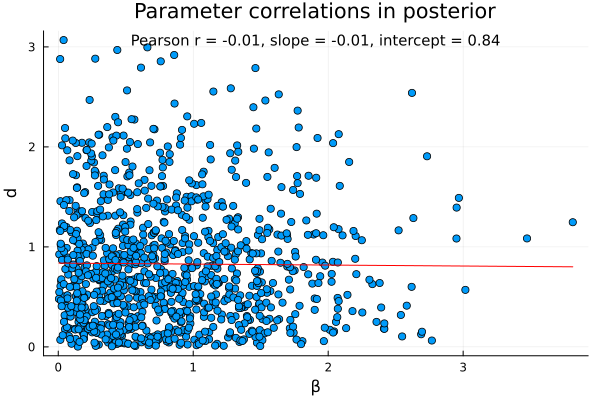 Parameter correlations in posterior
Pearson r = -0.01, slope = -0.01, intercept = 0.84
3
2
1
0
d
0 1 2 3
β